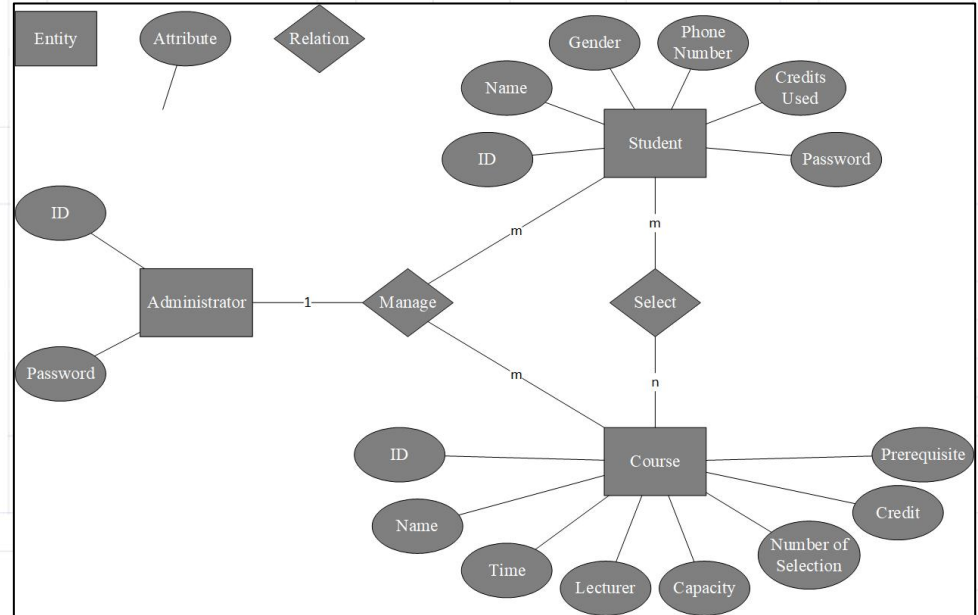 Entity
Attribute
Relation
Gender
Phone
Number
Name
Credits
Used
Student
ID
Password
ID
m
m
Administrator
1
Manage
Select
Password
m
n
ID
Course
Prerequisite
Name
Credit
Time
Number of
Selection
Lecturer
Capacity